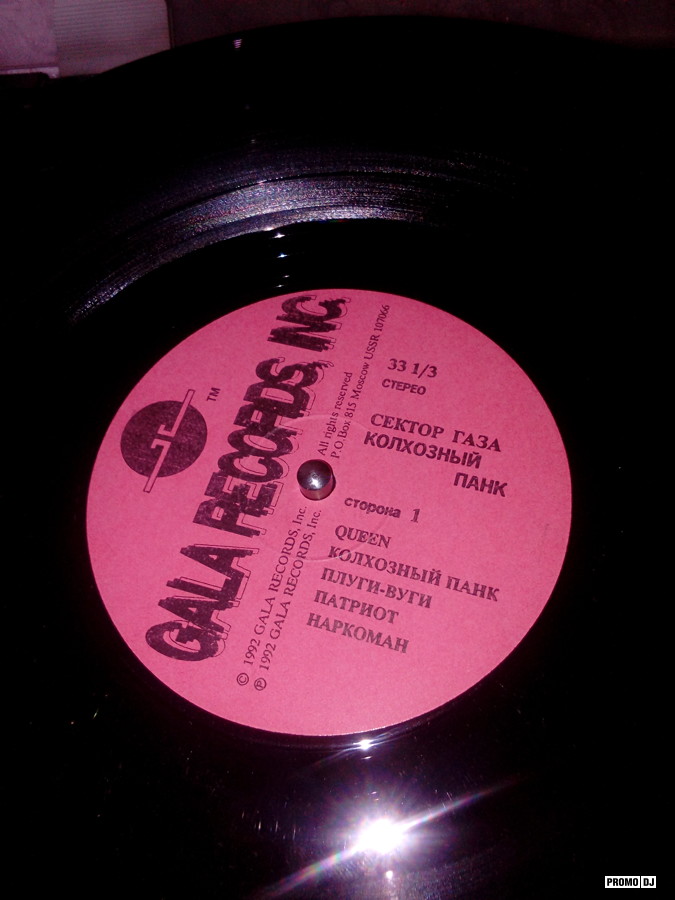 GALA RECORDS, INC.
TM
All rights reserved
P.O.Box 815 Moscow USSR 107066
© 1992 GALA RECORDS, Inc.
℗ 1992 GALA RECORDS, Inc.
33 1/3
СТЕРЕО
СЕКТОР ГАЗА
КОЛХОЗНЫЙ
ПАНК
сторона 1
QUEEN
КОЛХОЗНЫЙ ПАНК
ПЛУГИ-ВУГИ
ПАТРИОТ
НАРКОМАН
PROMO DJ